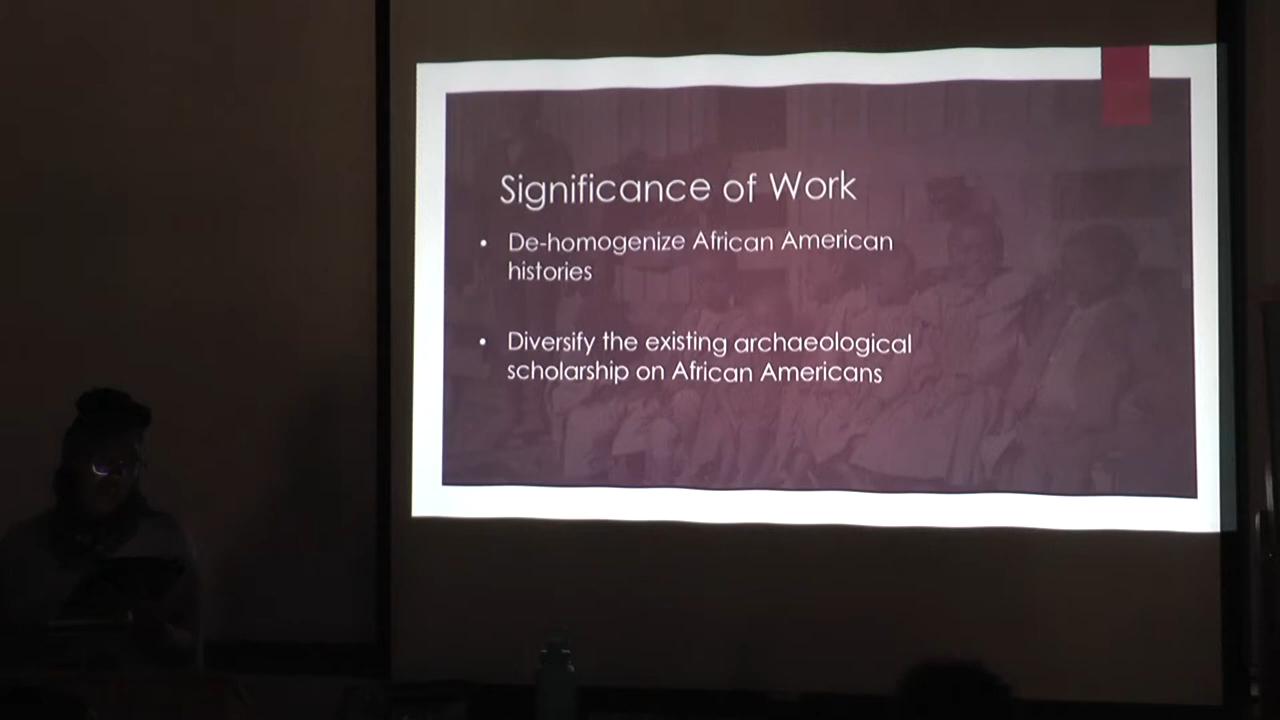 Significance of Work
• De-homogenize African American
histories
• Diversify the existing archaeological
scholarship on African Americans